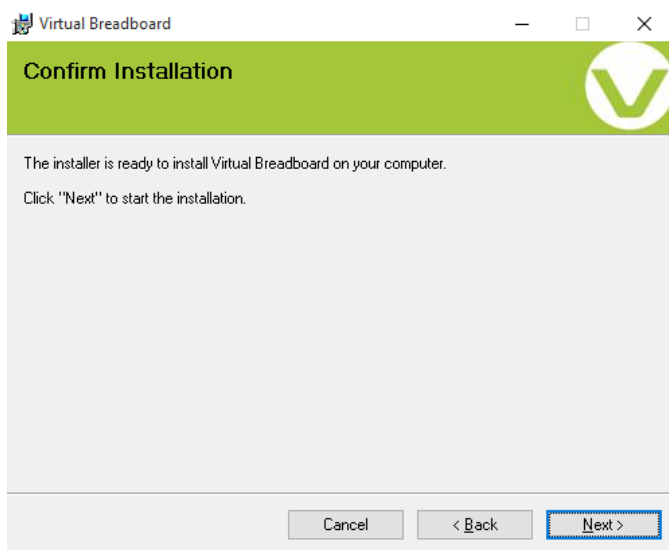 Virtual Breadboard
Confirm Installation
The installer is ready to install Virtual Breadboard on your computer.
Click "Next" to start the installation.
Cancel
< Back
Next >